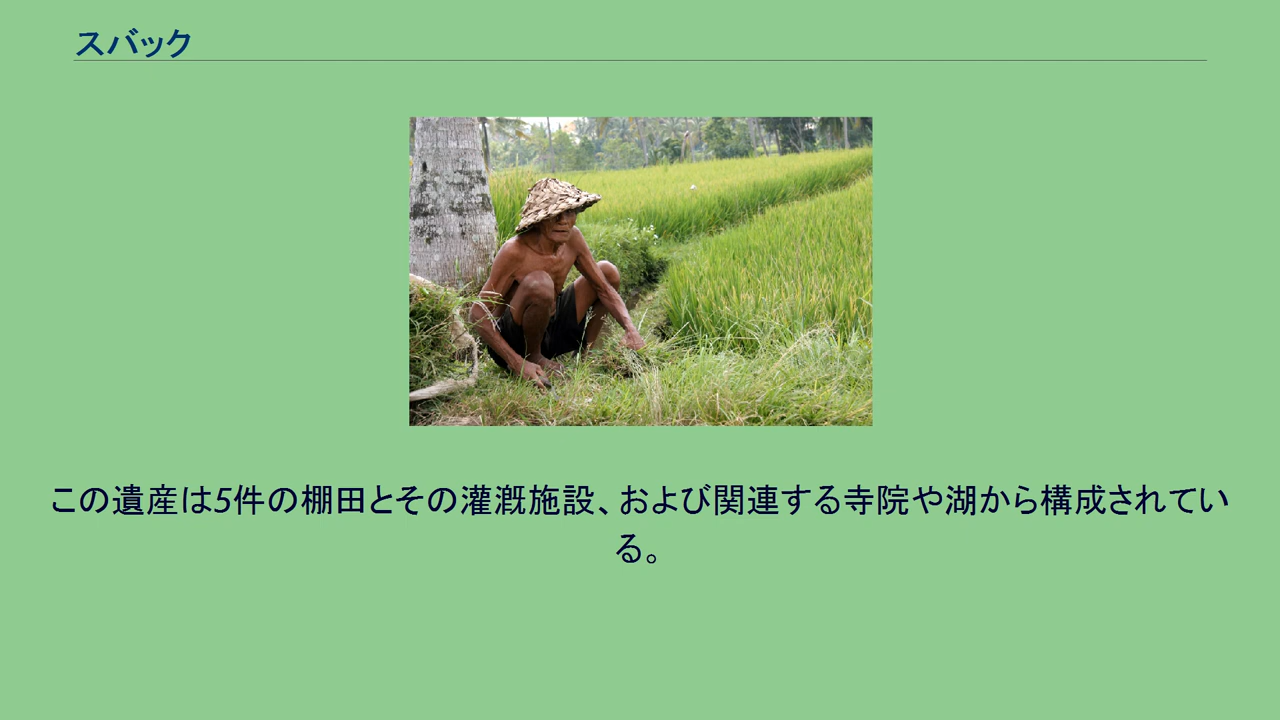 スバック
この遺産は5件の棚田とその灌漑施設、および関連する寺院や湖から構成されてい
る。